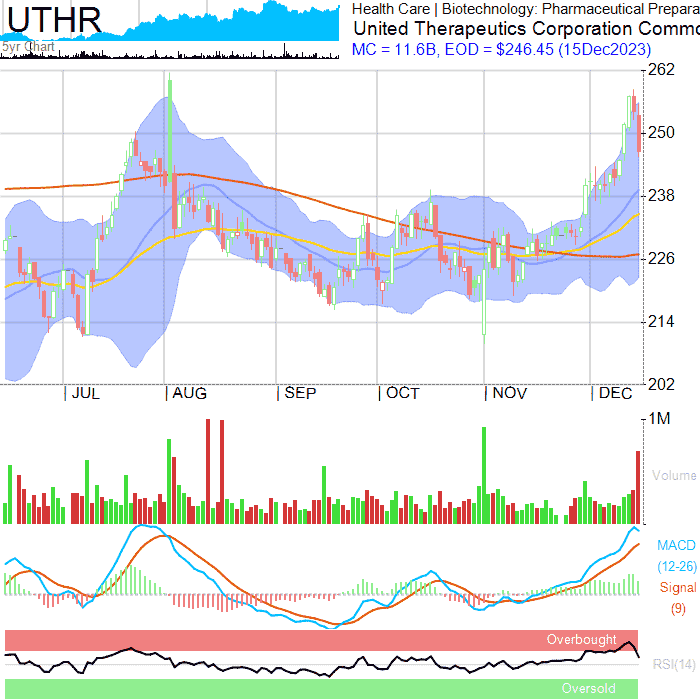 UTHR
Health Care | Biotechnology: Pharmaceutical Prepara
United Therapeutics Corporation Commo
MC = 11.6B, EOD = $246.45 (15Dec2023)
5yr Chart
262
250
238
226
214
202
JUL AUG SEP OCT NOV DEC
1M
Volume
MACD
(12-26)
Signal
(9)
Overbought
RSI(14)
Oversold